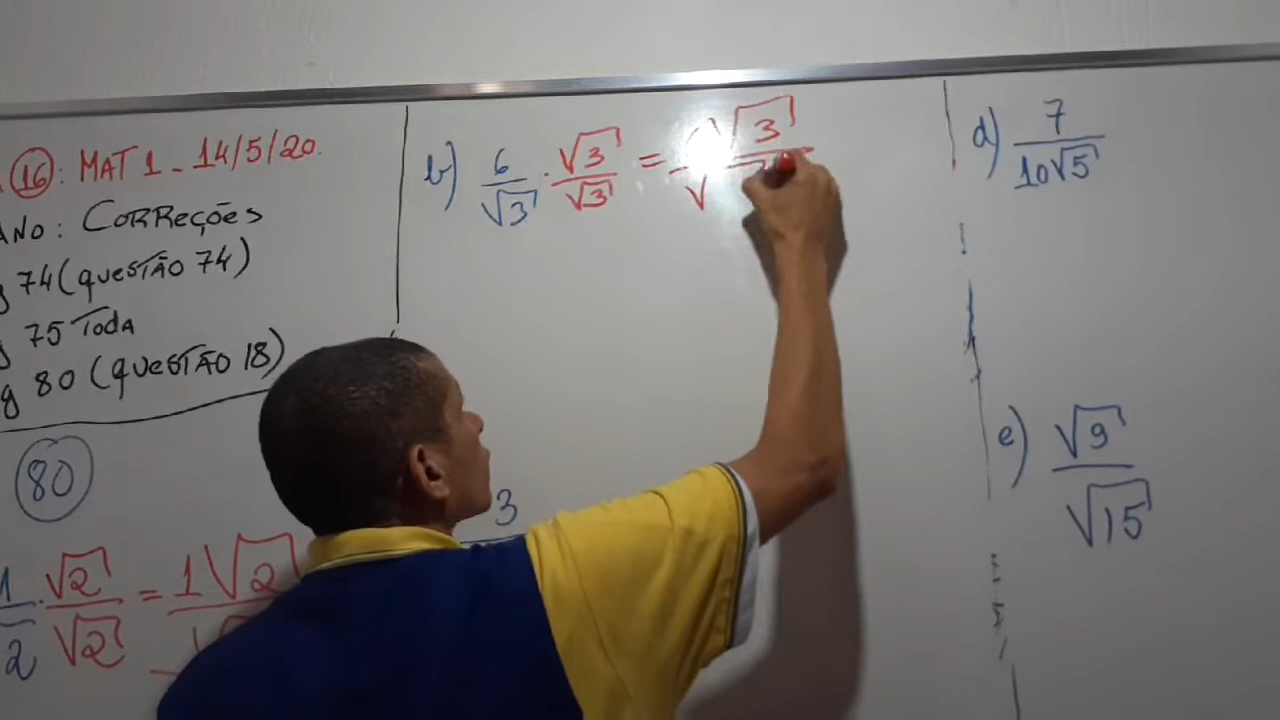 16 : MAT 1 - 14/5/20.
ANO : CORREÇÕES
g 74 (QUESTÃO 74)
g 75 TODA
g 80 (QUESTÃO 18)
80
1/2 · √2/√2 = 1√2
b) 6/√3 · √3/√3 = √3/√
3
d) 7/10√5
e) √9/√15